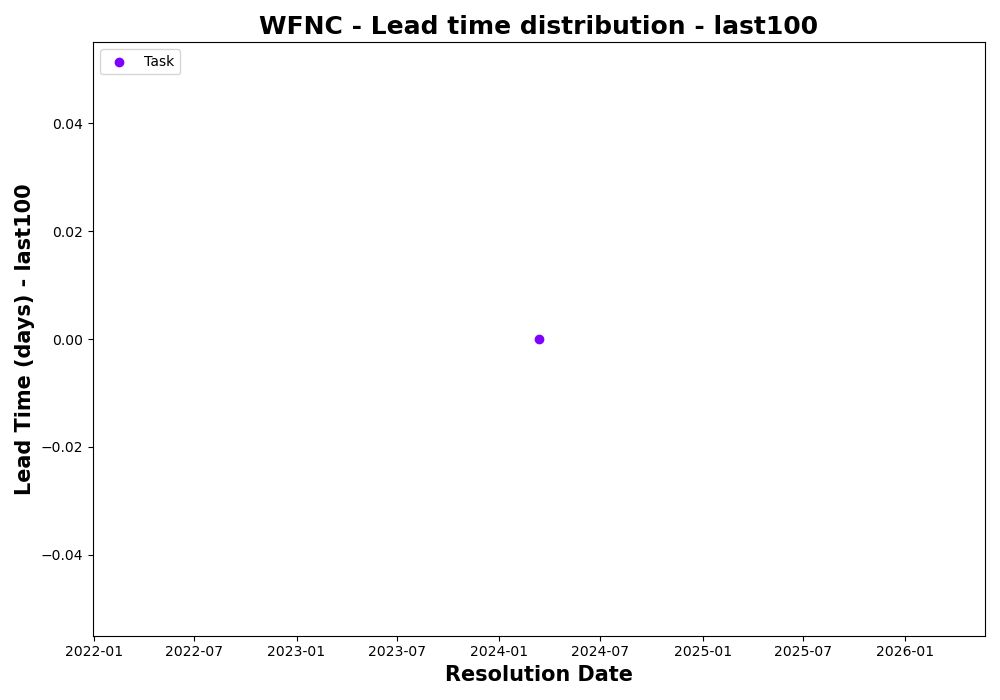 WFNC - Lead time distribution - last100
Task
Lead Time (days) - last100
0.04
0.02
0.00
−0.02
−0.04
2022-01 2022-07 2023-01 2023-07 2024-01 2024-07 2025-01 2025-07 2026-01
Resolution Date